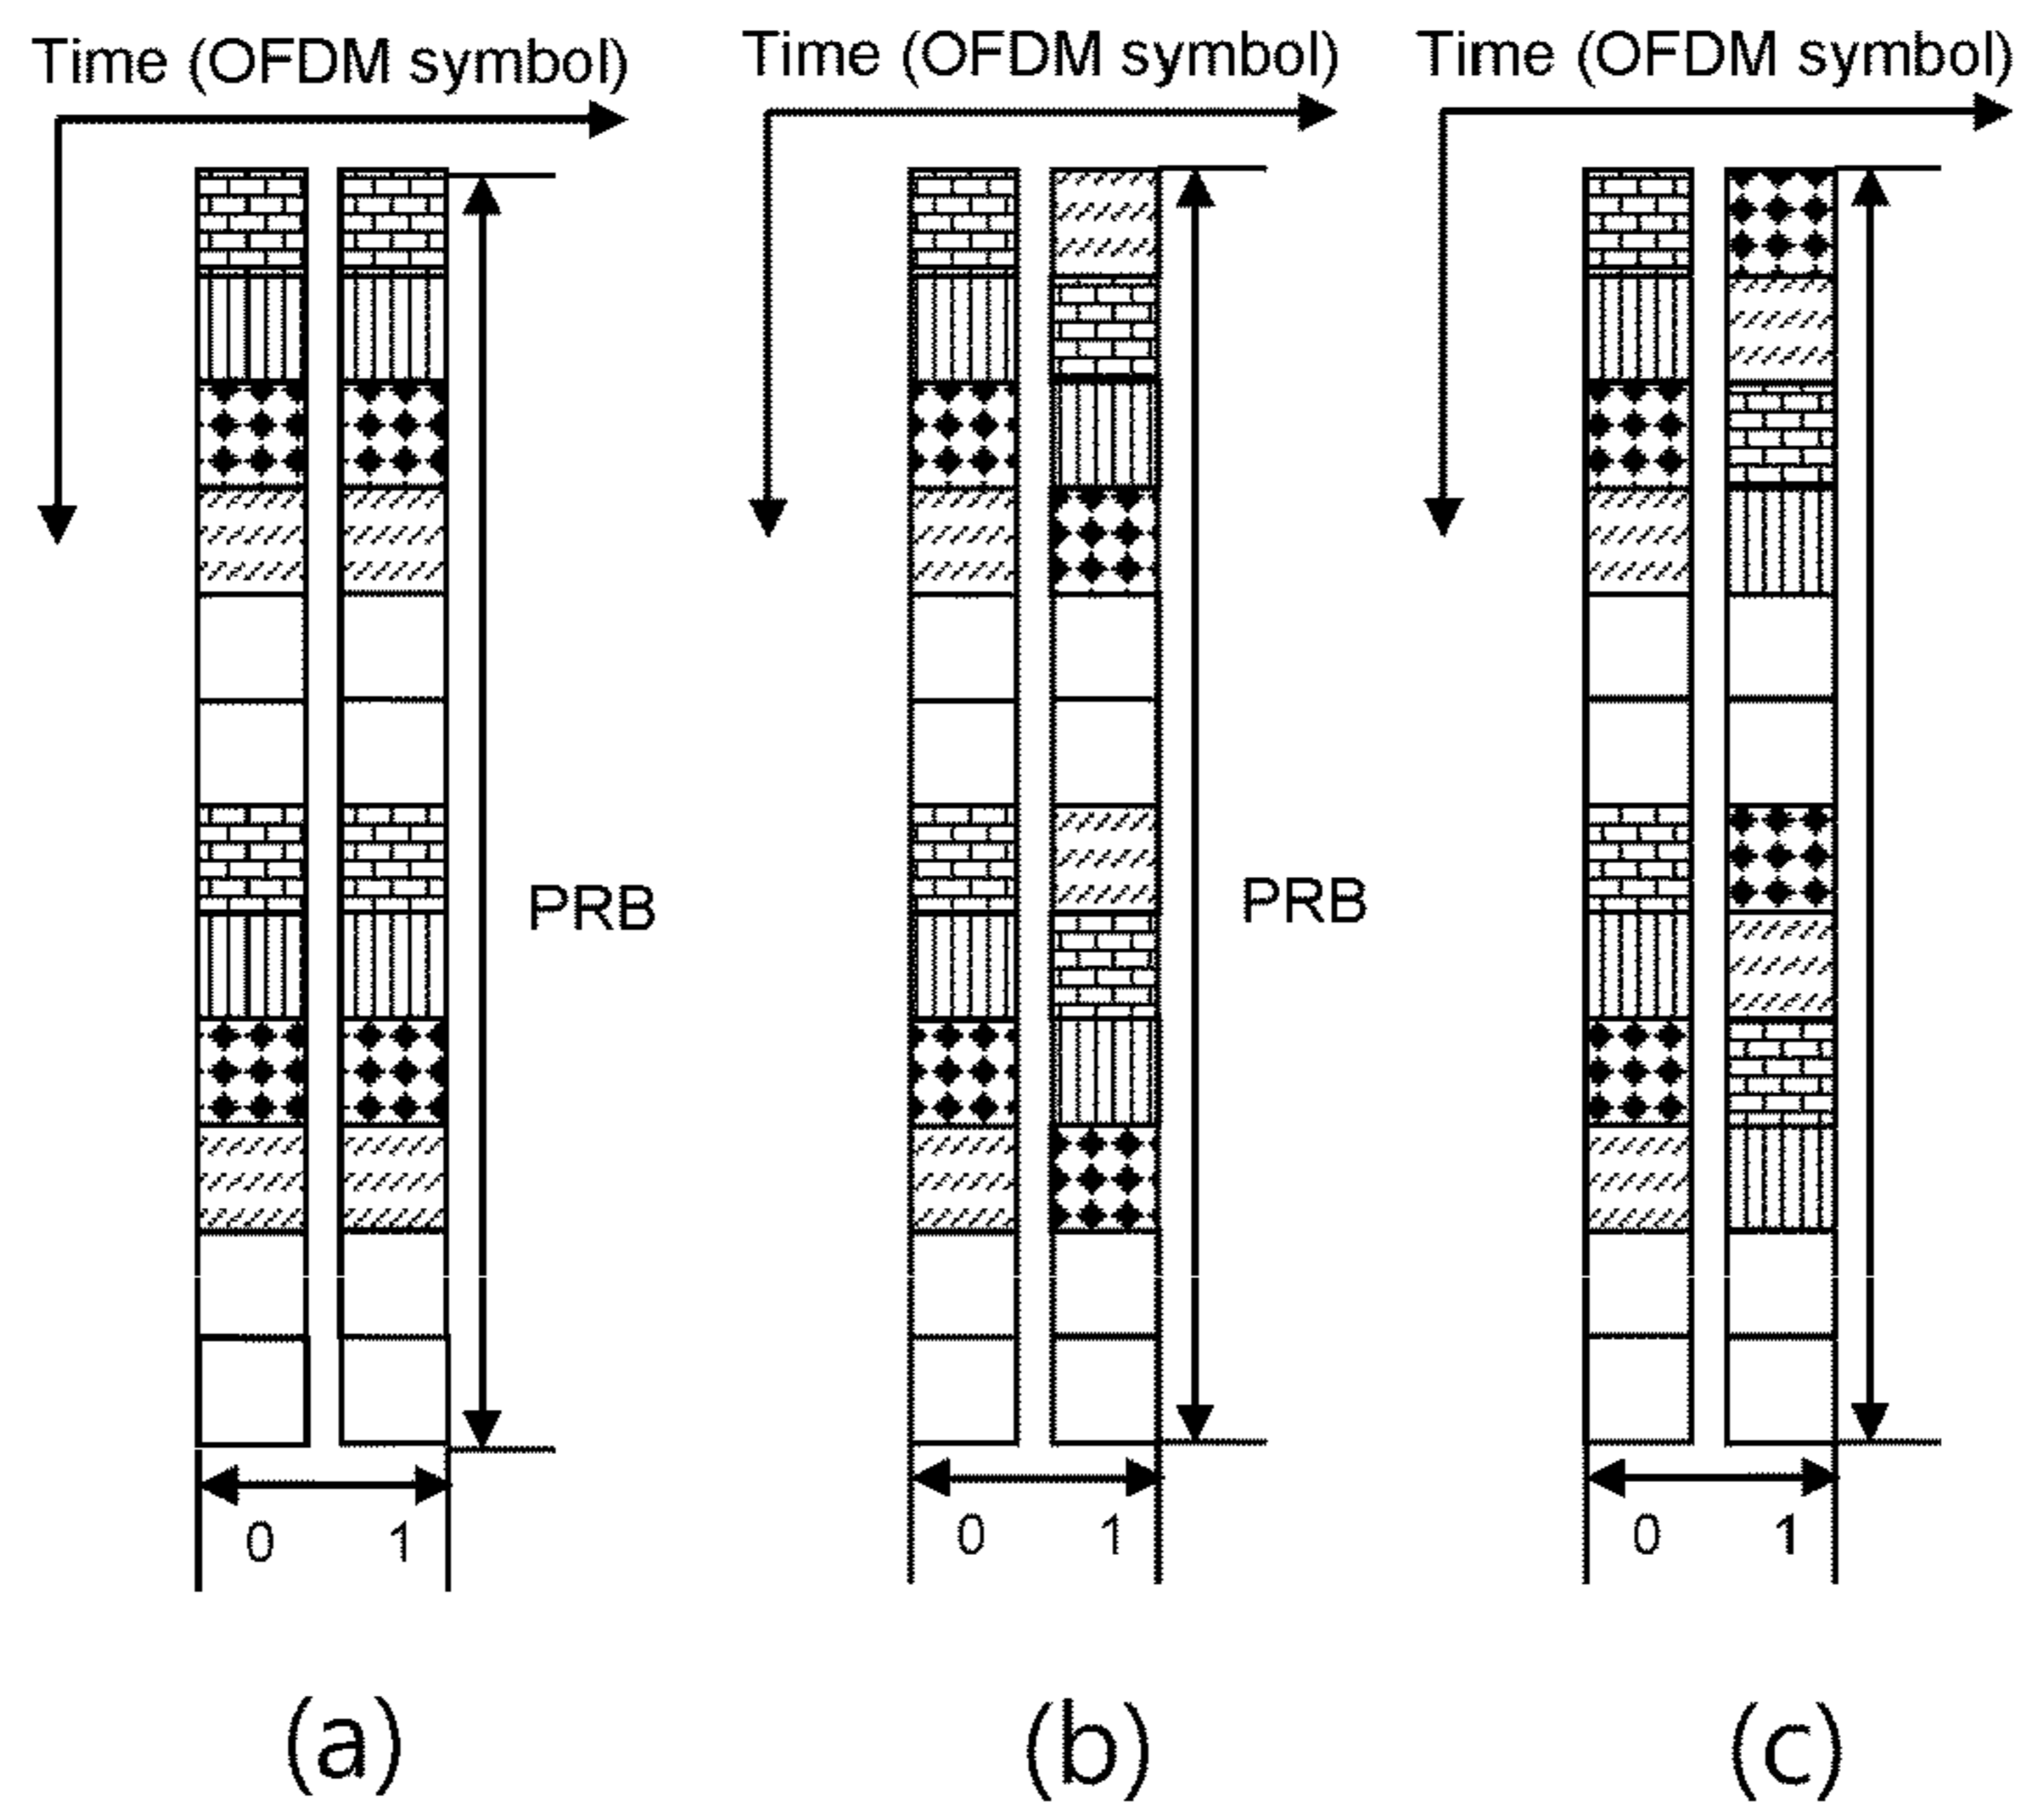 Time (OFDM symbol) Time (OFDM symbol) Time (OFDM symbol)
PRB PRB
0 1 0 1 0 1
(a) (b) (c)